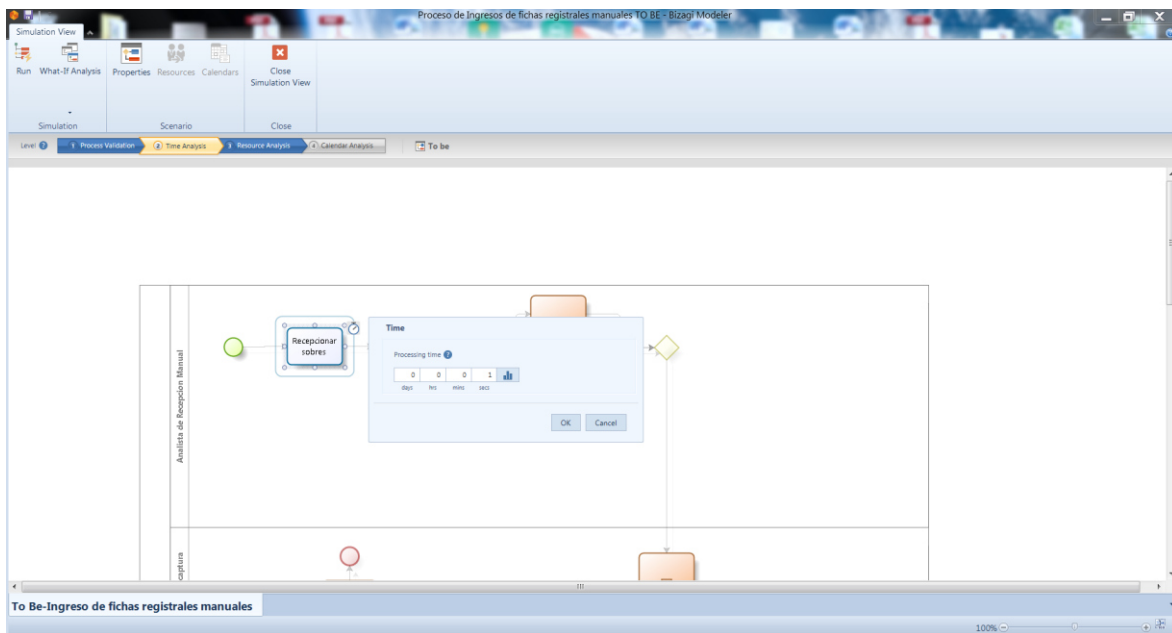 Proceso de Ingresos de fichas registrales manuales TO BE - Bizagi Modeler
Simulation View
Run What-If Analysis Properties Resources Calendars Close
Simulation View
Simulation Scenario Close
Level ? 1 Process Validation 2 Time Analysis 3 Resource Analysis 4 Calendar Analysis To be
Analista de Recepcion Manual
Recepcionar
sobres
Time
Processing time ?
0 0 0 1
days hrs mins secs
OK Cancel
captura
To Be-Ingreso de fichas registrales manuales
100%